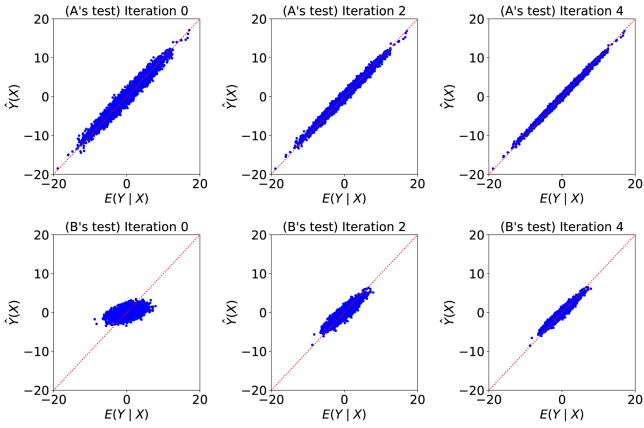 (A's test) Iteration 0
20
10
0
−10
−20
−20
0
20
Ŷ(X)
E(Y | X)
(A's test) Iteration 2
20
10
0
−10
−20
−20
0
20
Ŷ(X)
E(Y | X)
(A's test) Iteration 4
20
10
0
−10
−20
−20
0
20
Ŷ(X)
E(Y | X)
(B's test) Iteration 0
20
10
0
−10
−20
−20
0
20
Ŷ(X)
E(Y | X)
(B's test) Iteration 2
20
10
0
−10
−20
−20
0
20
Ŷ(X)
E(Y | X)
(B's test) Iteration 4
20
10
0
−10
−20
−20
0
20
Ŷ(X)
E(Y | X)